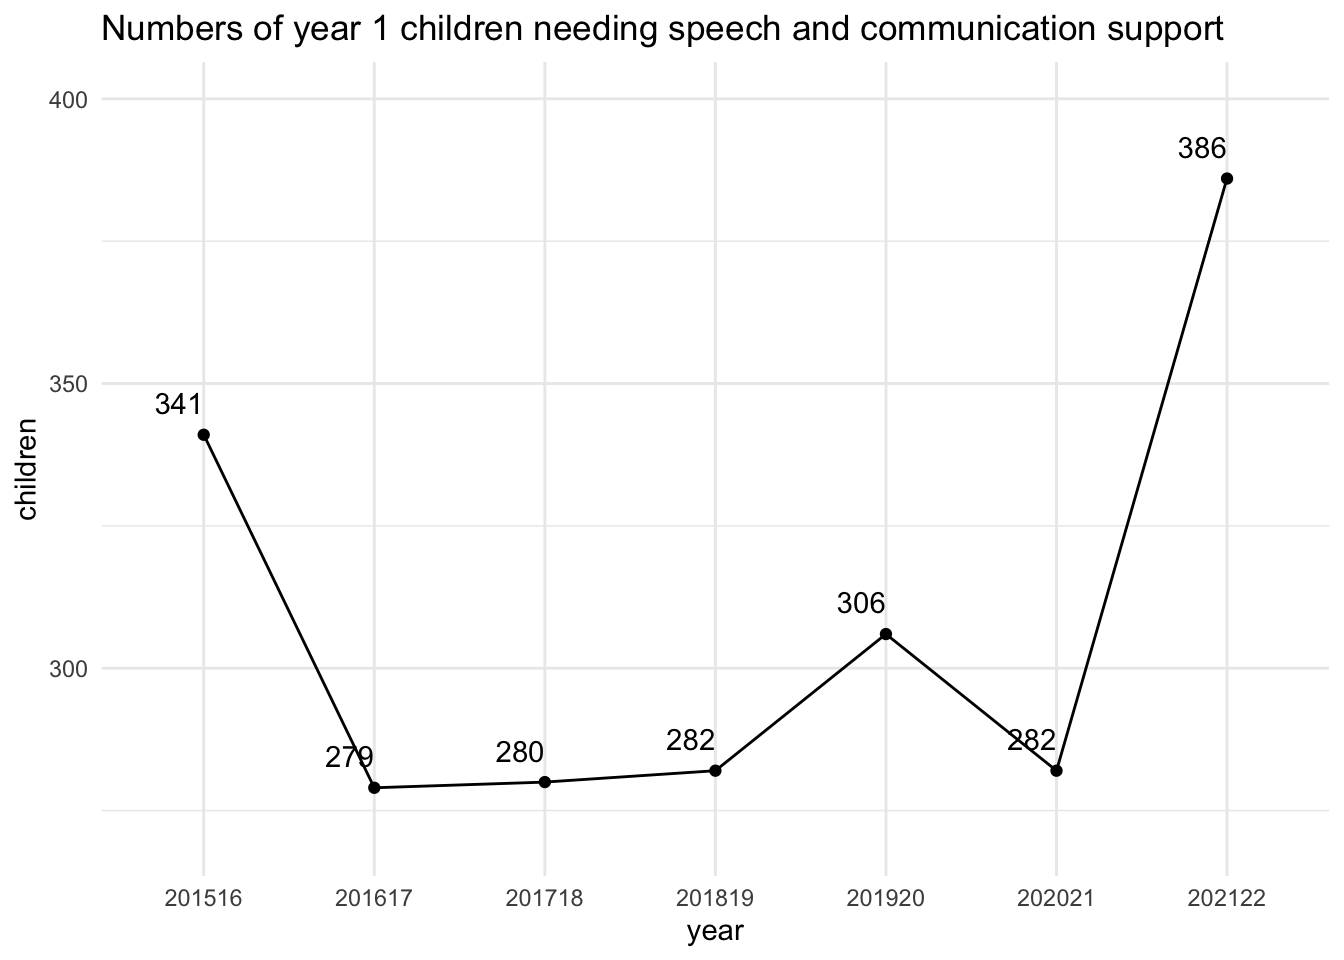 Numbers of year 1 children needing speech and communication support
400
386
350
341
children
306
300
282
282
280
279
201516 201617 201718 201819 201920 202021 202122
year